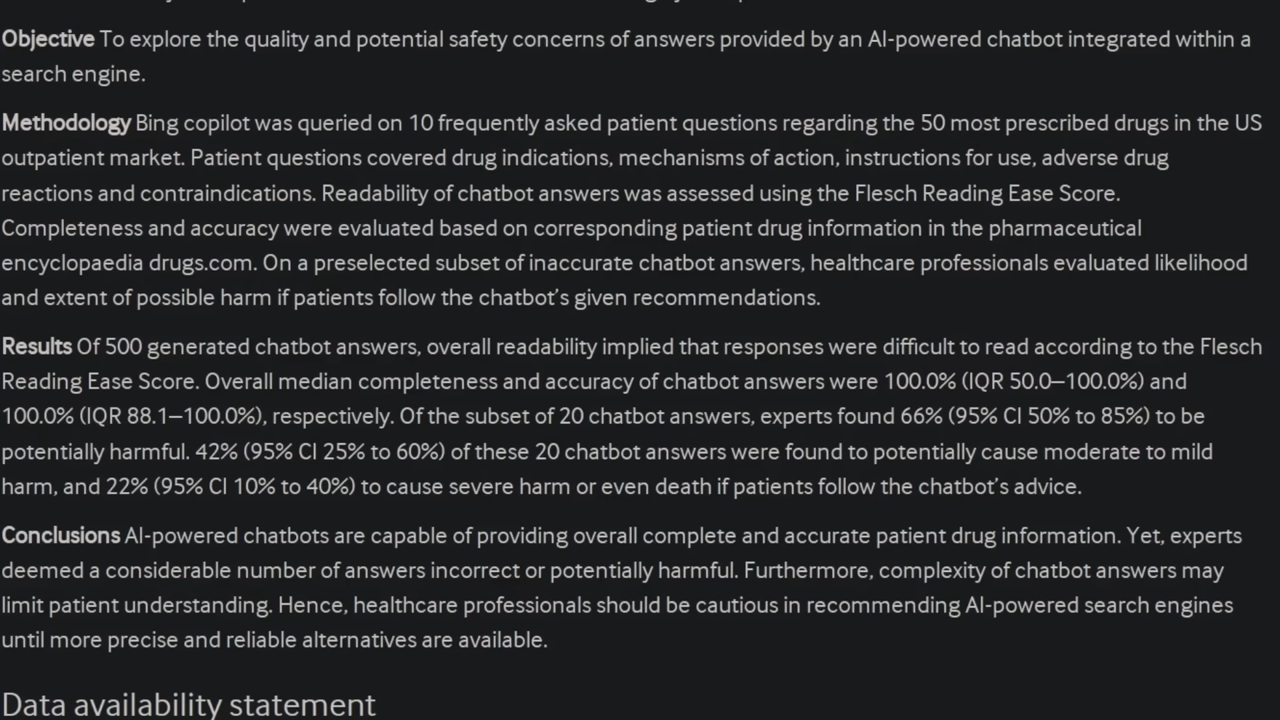 Objective To explore the quality and potential safety concerns of answers provided by an AI-powered chatbot integrated within a
search engine.
Methodology Bing copilot was queried on 10 frequently asked patient questions regarding the 50 most prescribed drugs in the US
outpatient market. Patient questions covered drug indications, mechanisms of action, instructions for use, adverse drug
reactions and contraindications. Readability of chatbot answers was assessed using the Flesch Reading Ease Score.
Completeness and accuracy were evaluated based on corresponding patient drug information in the pharmaceutical
encyclopaedia drugs.com. On a preselected subset of inaccurate chatbot answers, healthcare professionals evaluated likelihood
and extent of possible harm if patients follow the chatbot’s given recommendations.
Results Of 500 generated chatbot answers, overall readability implied that responses were difficult to read according to the Flesch
Reading Ease Score. Overall median completeness and accuracy of chatbot answers were 100.0% (IQR 50.0–100.0%) and
100.0% (IQR 88.1–100.0%), respectively. Of the subset of 20 chatbot answers, experts found 66% (95% CI 50% to 85%) to be
potentially harmful. 42% (95% CI 25% to 60%) of these 20 chatbot answers were found to potentially cause moderate to mild
harm, and 22% (95% CI 10% to 40%) to cause severe harm or even death if patients follow the chatbot’s advice.
Conclusions AI-powered chatbots are capable of providing overall complete and accurate patient drug information. Yet, experts
deemed a considerable number of answers incorrect or potentially harmful. Furthermore, complexity of chatbot answers may
limit patient understanding. Hence, healthcare professionals should be cautious in recommending AI-powered search engines
until more precise and reliable alternatives are available.
Data availability statement